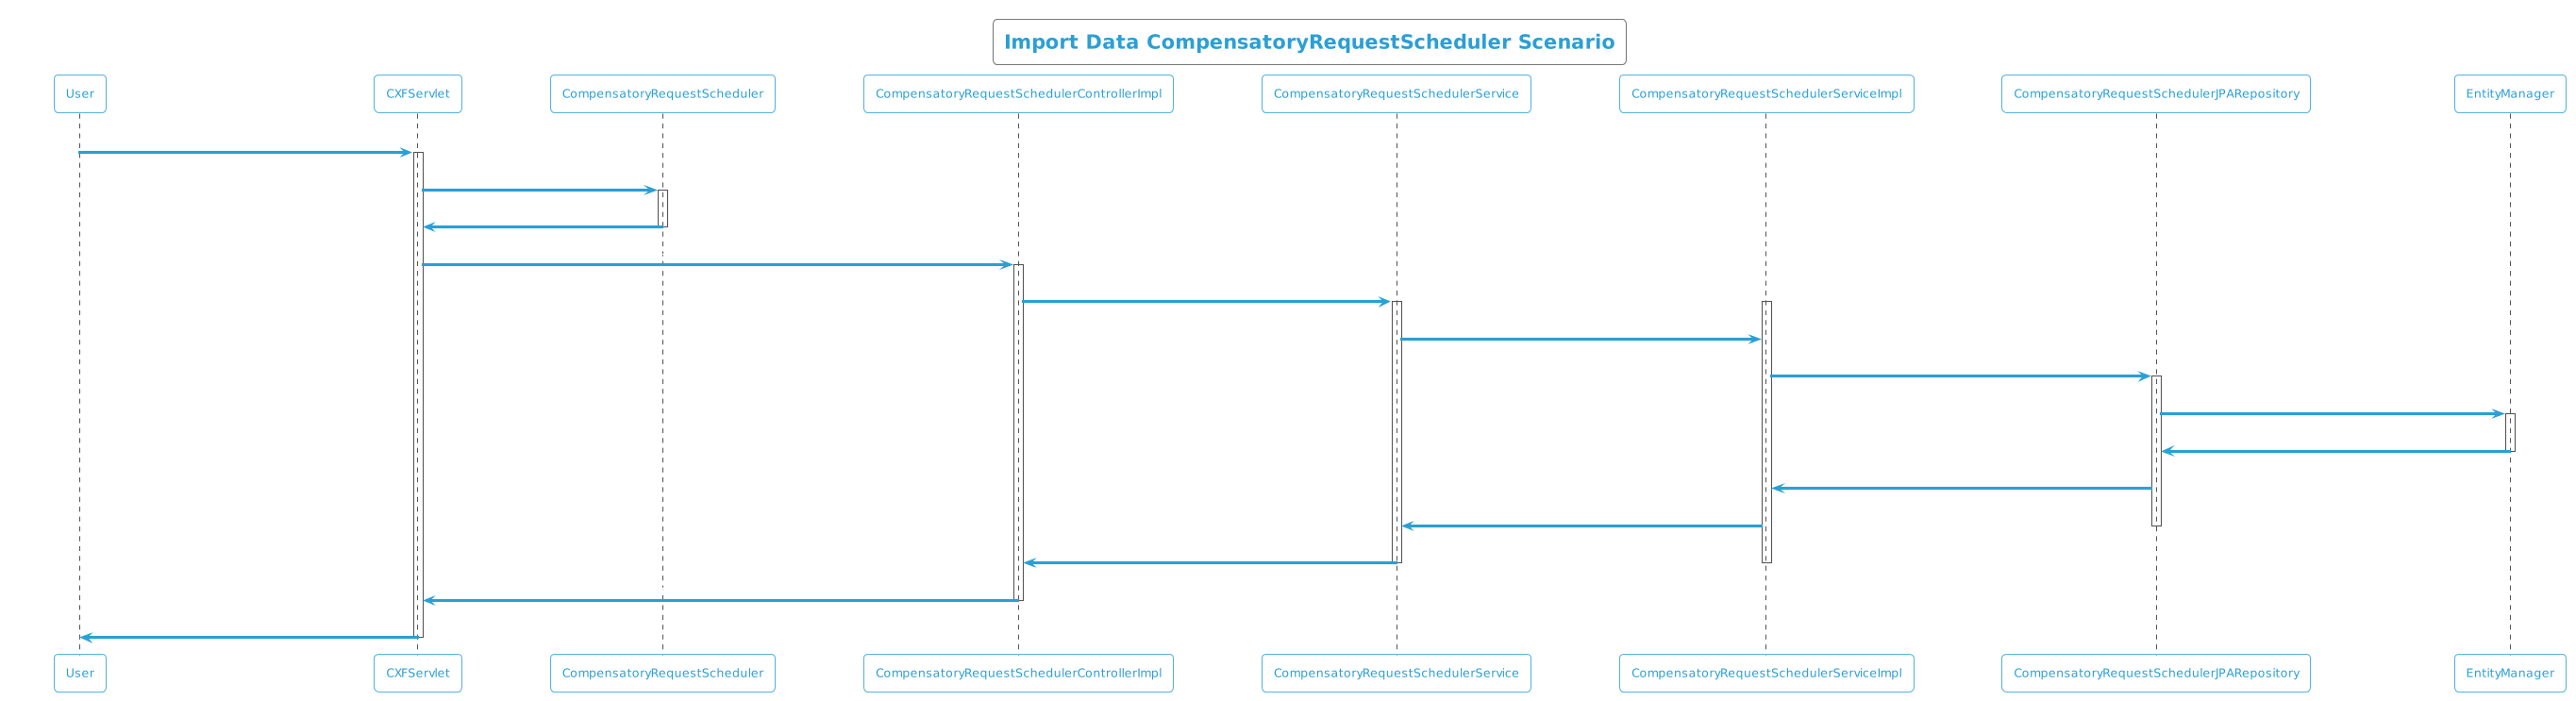 Import Data CompensatoryRequestScheduler Scenario
User
CXFServlet
CompensatoryRequestScheduler
CompensatoryRequestSchedulerControllerImpl
CompensatoryRequestSchedulerService
CompensatoryRequestSchedulerServiceImpl
CompensatoryRequestSchedulerJPARepository
EntityManager
User
CXFServlet
CompensatoryRequestScheduler
CompensatoryRequestSchedulerControllerImpl
CompensatoryRequestSchedulerService
CompensatoryRequestSchedulerServiceImpl
CompensatoryRequestSchedulerJPARepository
EntityManager